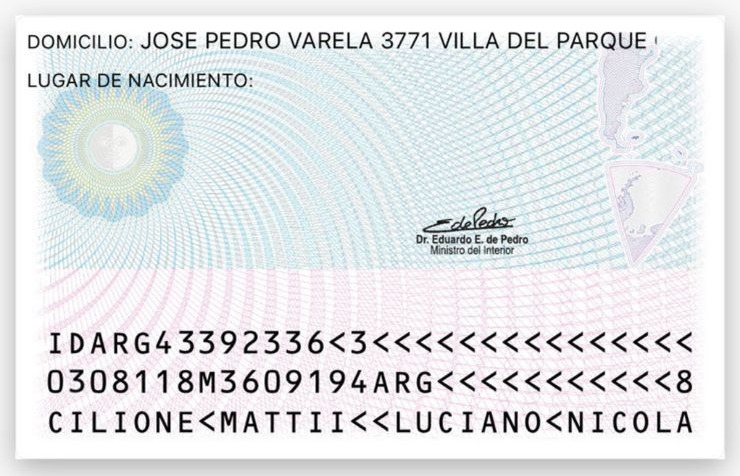 DOMICILIO: JOSE PEDRO VARELA 3771 VILLA DEL PARQUE
LUGAR DE NACIMIENTO:
EdePedro
Dr. Eduardo E. de Pedro
Ministro del Interior
IDARG43392336<3<<<<<<<<<<<<<<<
0308118M3609194ARG<<<<<<<<<<<8
CILIONE<MATTII<<LUCIANO<NICOLA